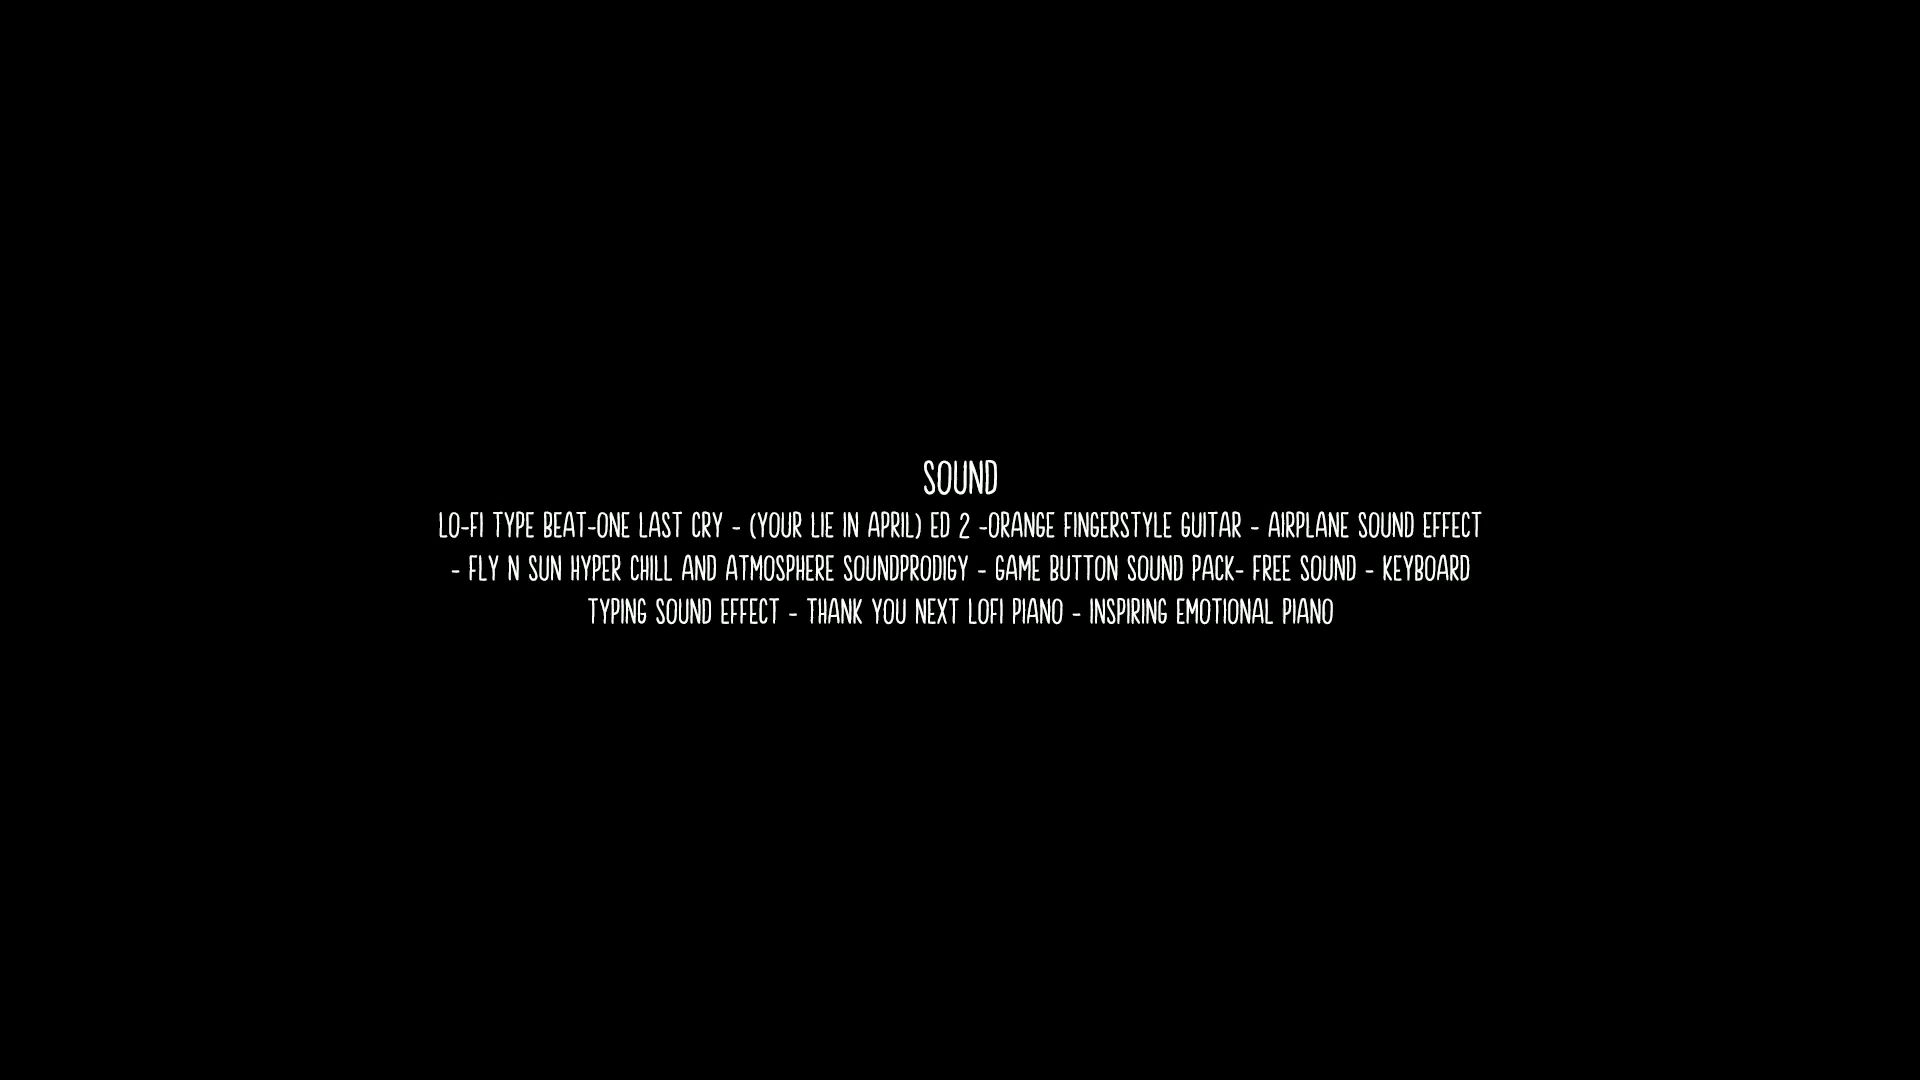 SOUND
LO-FI TYPE BEAT-ONE LAST CRY - (YOUR LIE IN APRIL) ED 2 -ORANGE FINGERSTYLE GUITAR - AIRPLANE SOUND EFFECT
- FLY N SUN HYPER CHILL AND ATMOSPHERE SOUNDPRODIGY - GAME BUTTON SOUND PACK- FREE SOUND - KEYBOARD
TYPING SOUND EFFECT - THANK YOU NEXT LOFI PIANO - INSPIRING EMOTIONAL PIANO